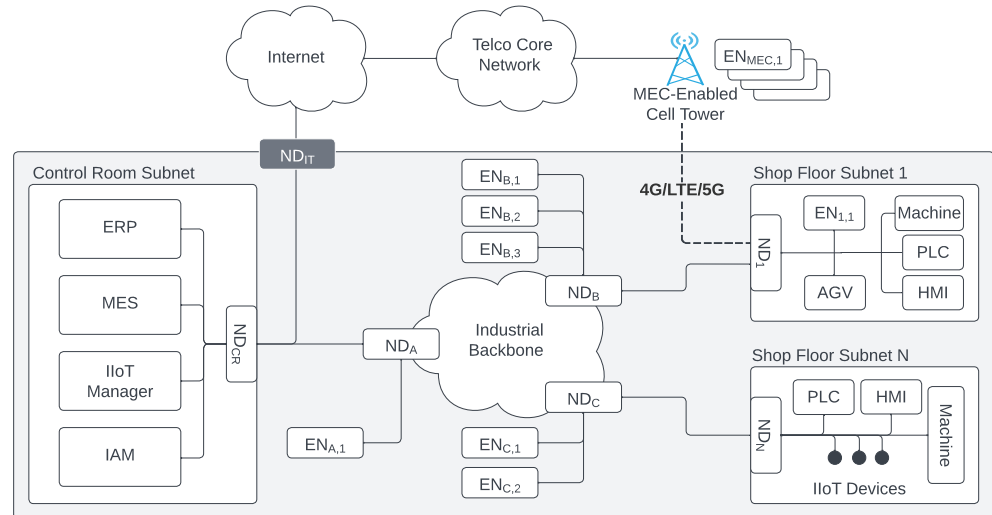 Internet
Telco Core
Network
EN_MEC,1
MEC-Enabled
Cell Tower
ND_IT
4G/LTE/5G
Control Room Subnet
ERP
MES
IIoT
Manager
IAM
ND_CR
EN_B,1
EN_B,2
EN_B,3
ND_A
ND_B
Industrial
Backbone
ND_C
EN_A,1
EN_C,1
EN_C,2
Shop Floor Subnet 1
ND_1
EN_1,1
Machine
PLC
AGV
HMI
Shop Floor Subnet N
ND_N
PLC
HMI
Machine
IIoT Devices